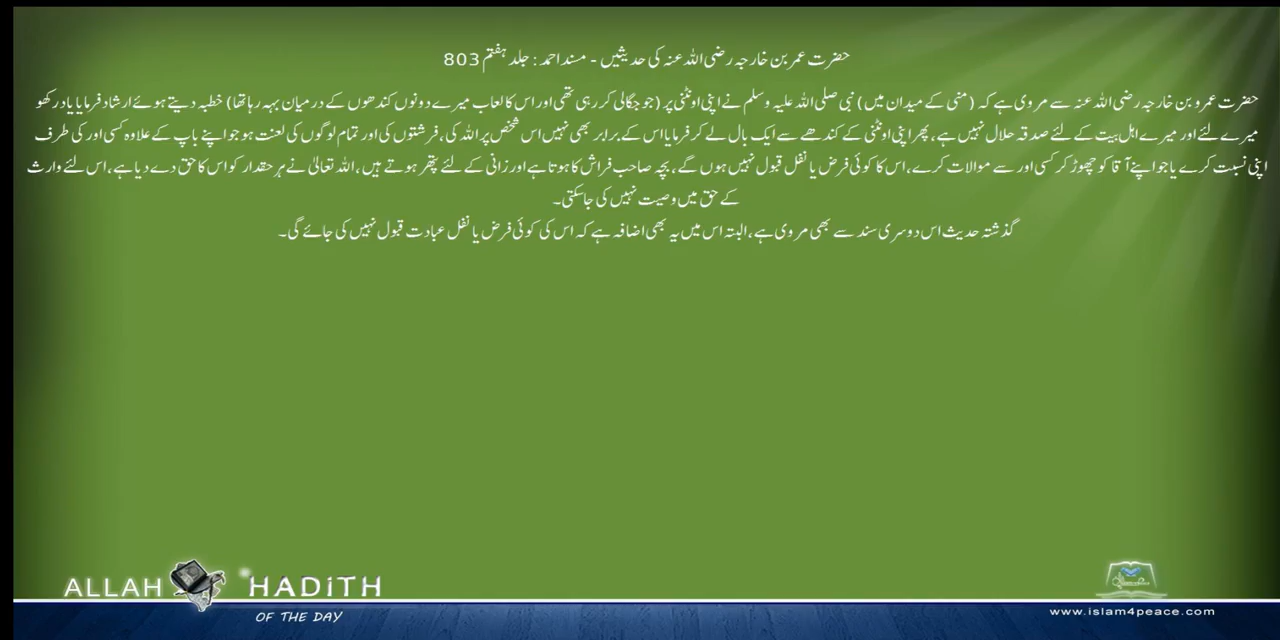 حضرت عمر بن خارجہ رضی اللہ عنہ کی حدیثیں - مسند احمد : جلد ہفتم 803
حضرت عمرو بن خارجہ رضی اللہ عنہ سے مروی ہے کہ (منی کے میدان میں) نبی صلی اللہ علیہ وسلم نے اپنی اونٹنی پر (جو جگالی کر رہی تھی اور اس کا لعاب میرے دونوں کندھوں کے درمیان بہہ رہا تھا) خطبہ دیتے ہوئے ارشاد فرمایا یاد رکھو
میرے لئے اور میرے اہل بیت کے لئے صدقہ حلال نہیں ہے، پھر اپنی اونٹنی کے کندھے سے ایک بال لے کر فرمایا اس کے برابر بھی نہیں اس شخص پر اللہ کی، فرشتوں کی اور تمام لوگوں کی لعنت ہو جو اپنے باپ کے علاوہ کسی اور کی طرف
اپنی نسبت کرے یا جو اپنے آقا کو چھوڑ کر کسی اور سے موالات کرے، اس کا کوئی فرض یا نفل قبول نہیں ہوں گے، بچہ صاحب فراش کا ہوتا ہے اور زانی کے لئے پتھر ہوتے ہیں، اللہ تعالیٰ نے ہر حقدار کو اس کا حق دے دیا ہے، اس لئے وارث
کے حق میں وصیت نہیں کی جاسکتی۔
گذشتہ حدیث اس دوسری سند سے بھی مروی ہے، البتہ اس میں یہ بھی اضافہ ہے کہ اس کی کوئی فرض یا نفل عبادت قبول نہیں کی جائے گی۔
ALLAH HADITH
OF THE DAY
www.islam4peace.com